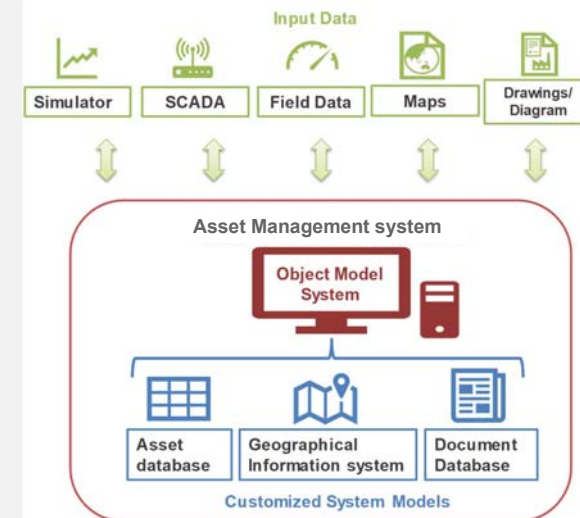 Input Data
Simulator
SCADA
Field Data
Maps
Drawings/
Diagram
Asset Management system
Object Model
System
Asset
database
Geographical
Information system
Document
Database
Customized System Models